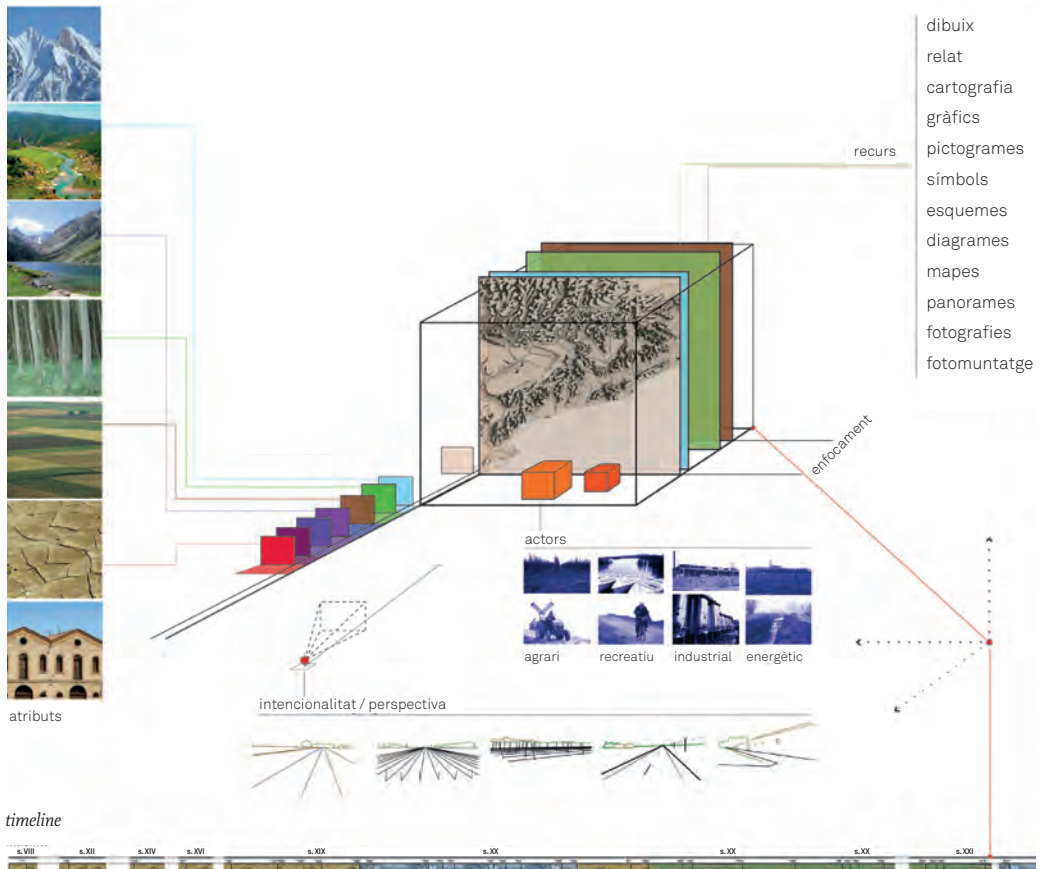 dibuix
relat
cartografia
gràfics
pictogrames
símbols
esquemes
diagrames
mapes
panorames
fotografies
fotomuntatge
recurs
enfocament
actors
agrari recreatiu industrial energètic
intencionalitat / perspectiva
atributs
timeline
s. VIII s. XII s. XIV s. XVI s. XIX s. XX s. XX s. XX s. XXI